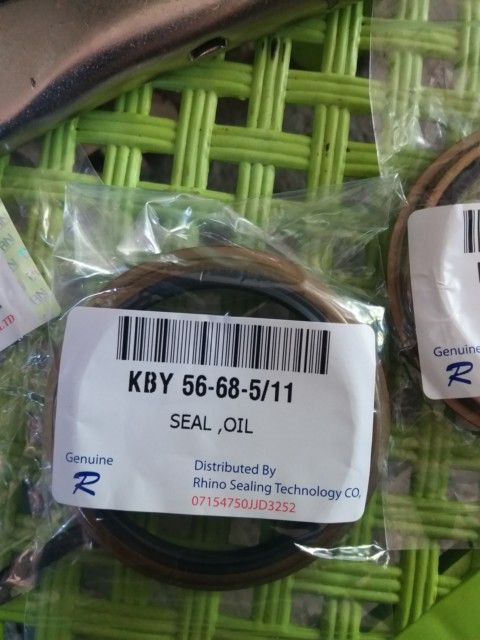 KBY 56-68-5/11
SEAL ,OIL
Genuine
R
Distributed By
Rhino Sealing Technology CO,
07154750JJD3252
Genuine
R